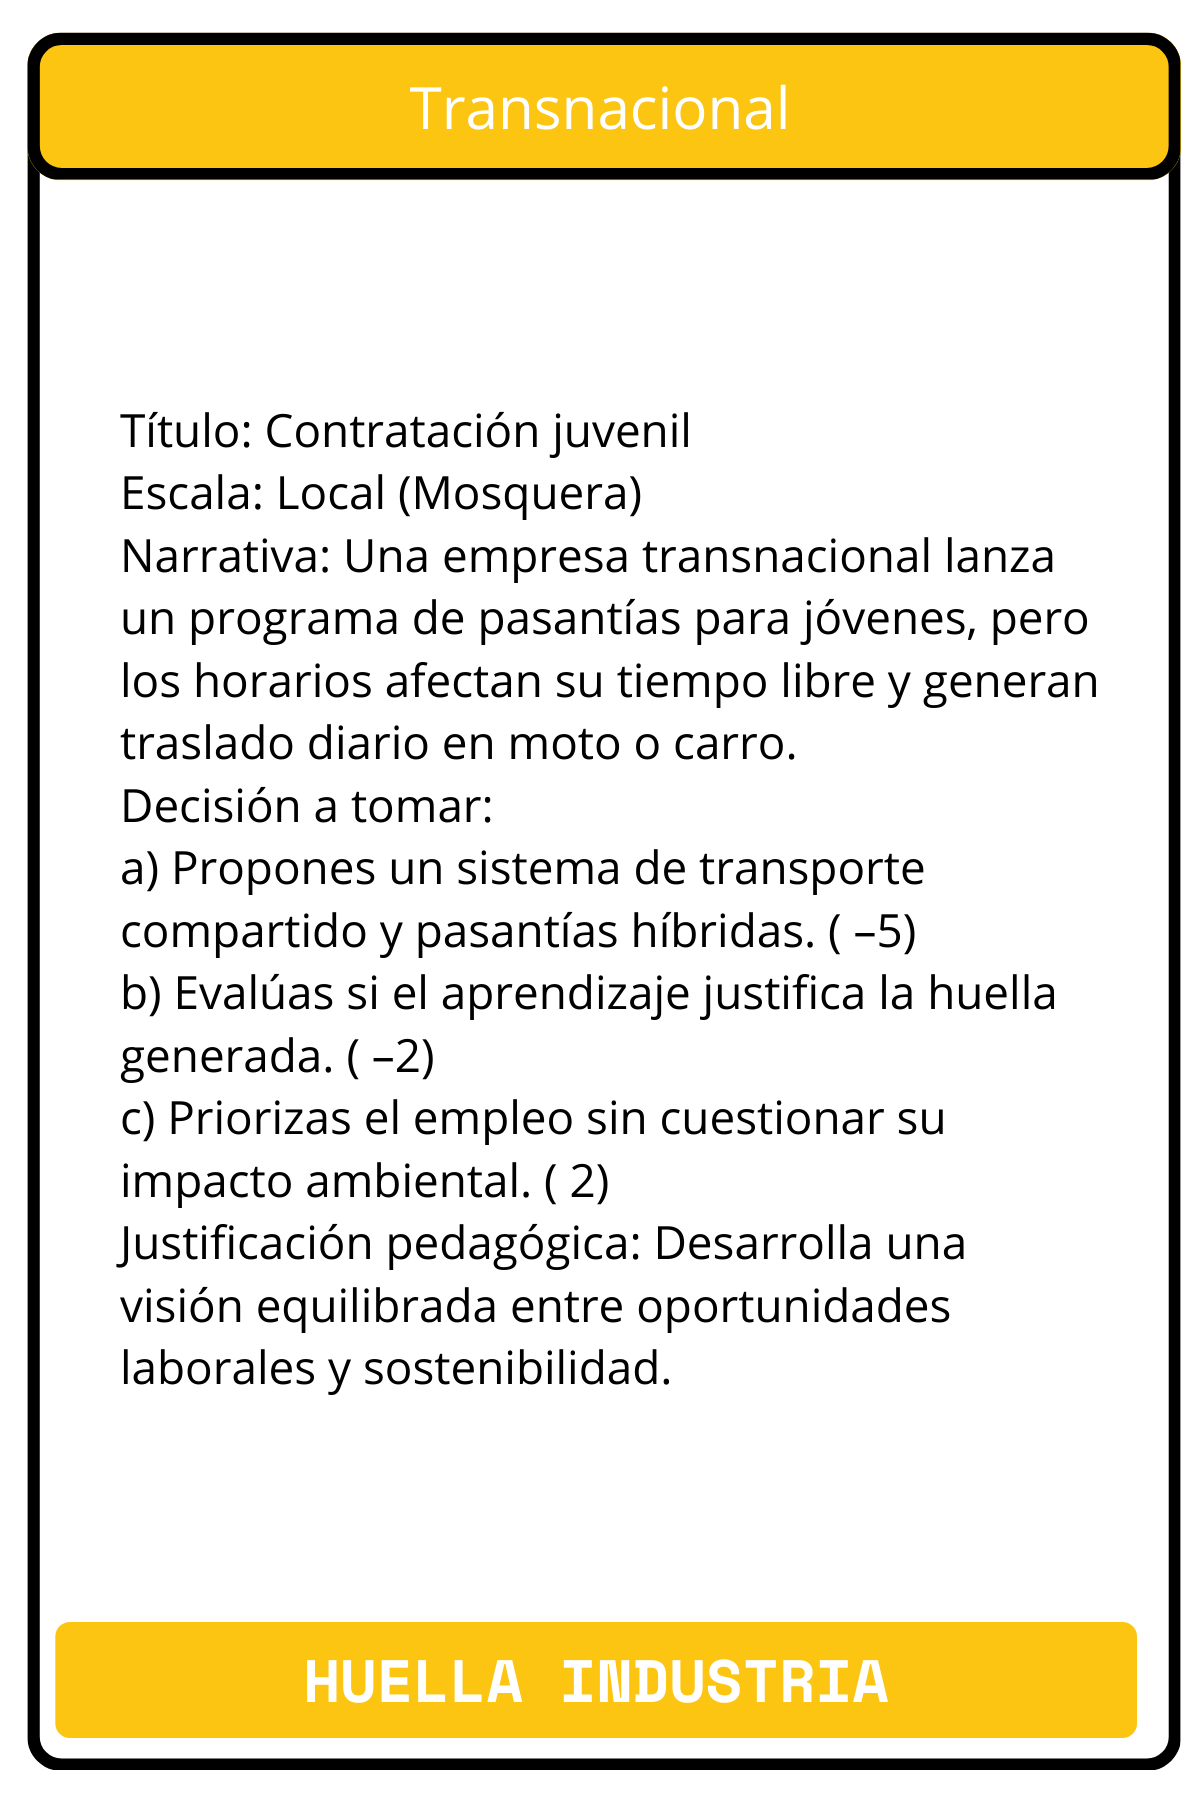 Transnacional
Título: Contratación juvenil
Escala: Local (Mosquera)
Narrativa: Una empresa transnacional lanza
un programa de pasantías para jóvenes, pero
los horarios afectan su tiempo libre y generan
traslado diario en moto o carro.
Decisión a tomar:
a) Propones un sistema de transporte
compartido y pasantías híbridas. ( –5)
b) Evalúas si el aprendizaje justifica la huella
generada. ( –2)
c) Priorizas el empleo sin cuestionar su
impacto ambiental. ( 2)
Justificación pedagógica: Desarrolla una
visión equilibrada entre oportunidades
laborales y sostenibilidad.
HUELLA INDUSTRIA